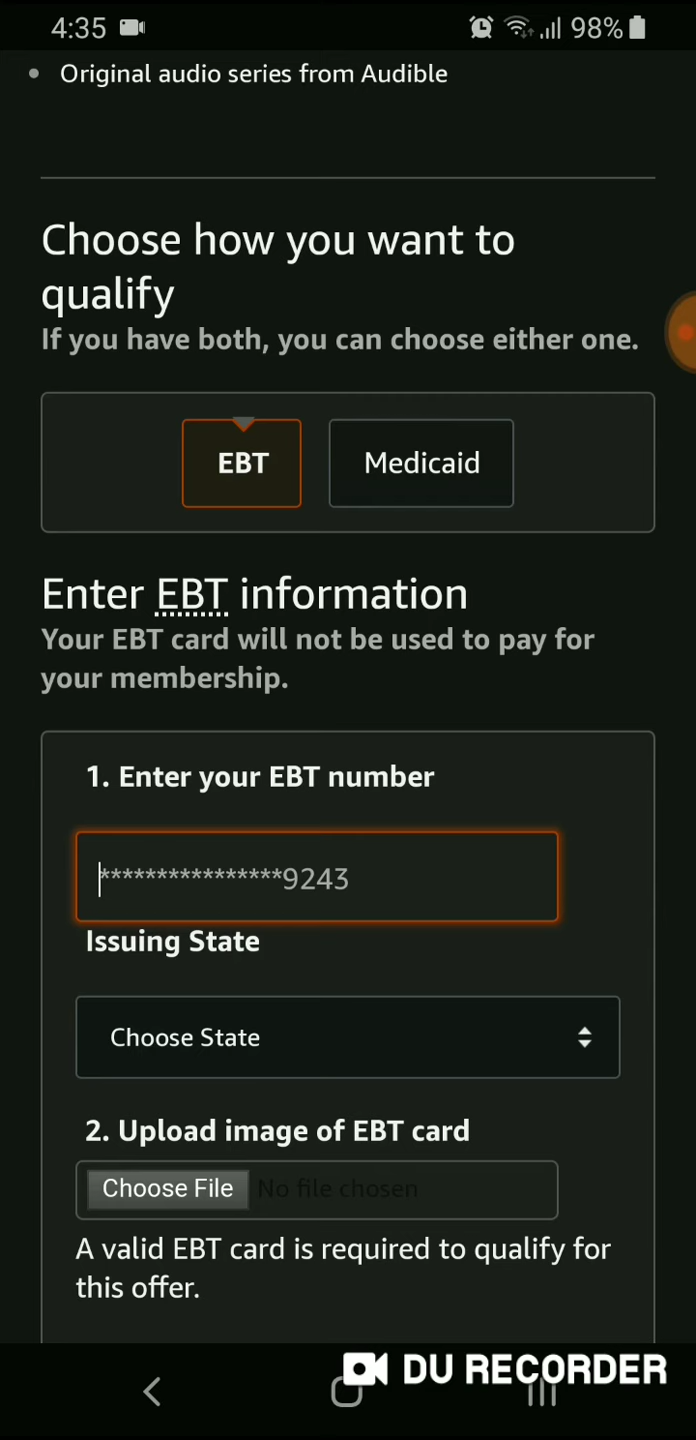 4:35 98%
Original audio series from Audible
Choose how you want to
qualify
If you have both, you can choose either one.
EBT Medicaid
Enter EBT information
Your EBT card will not be used to pay for
your membership.
1. Enter your EBT number
****************9243
Issuing State
Choose State
2. Upload image of EBT card
Choose File No file chosen
A valid EBT card is required to qualify for
this offer.
DU RECORDER